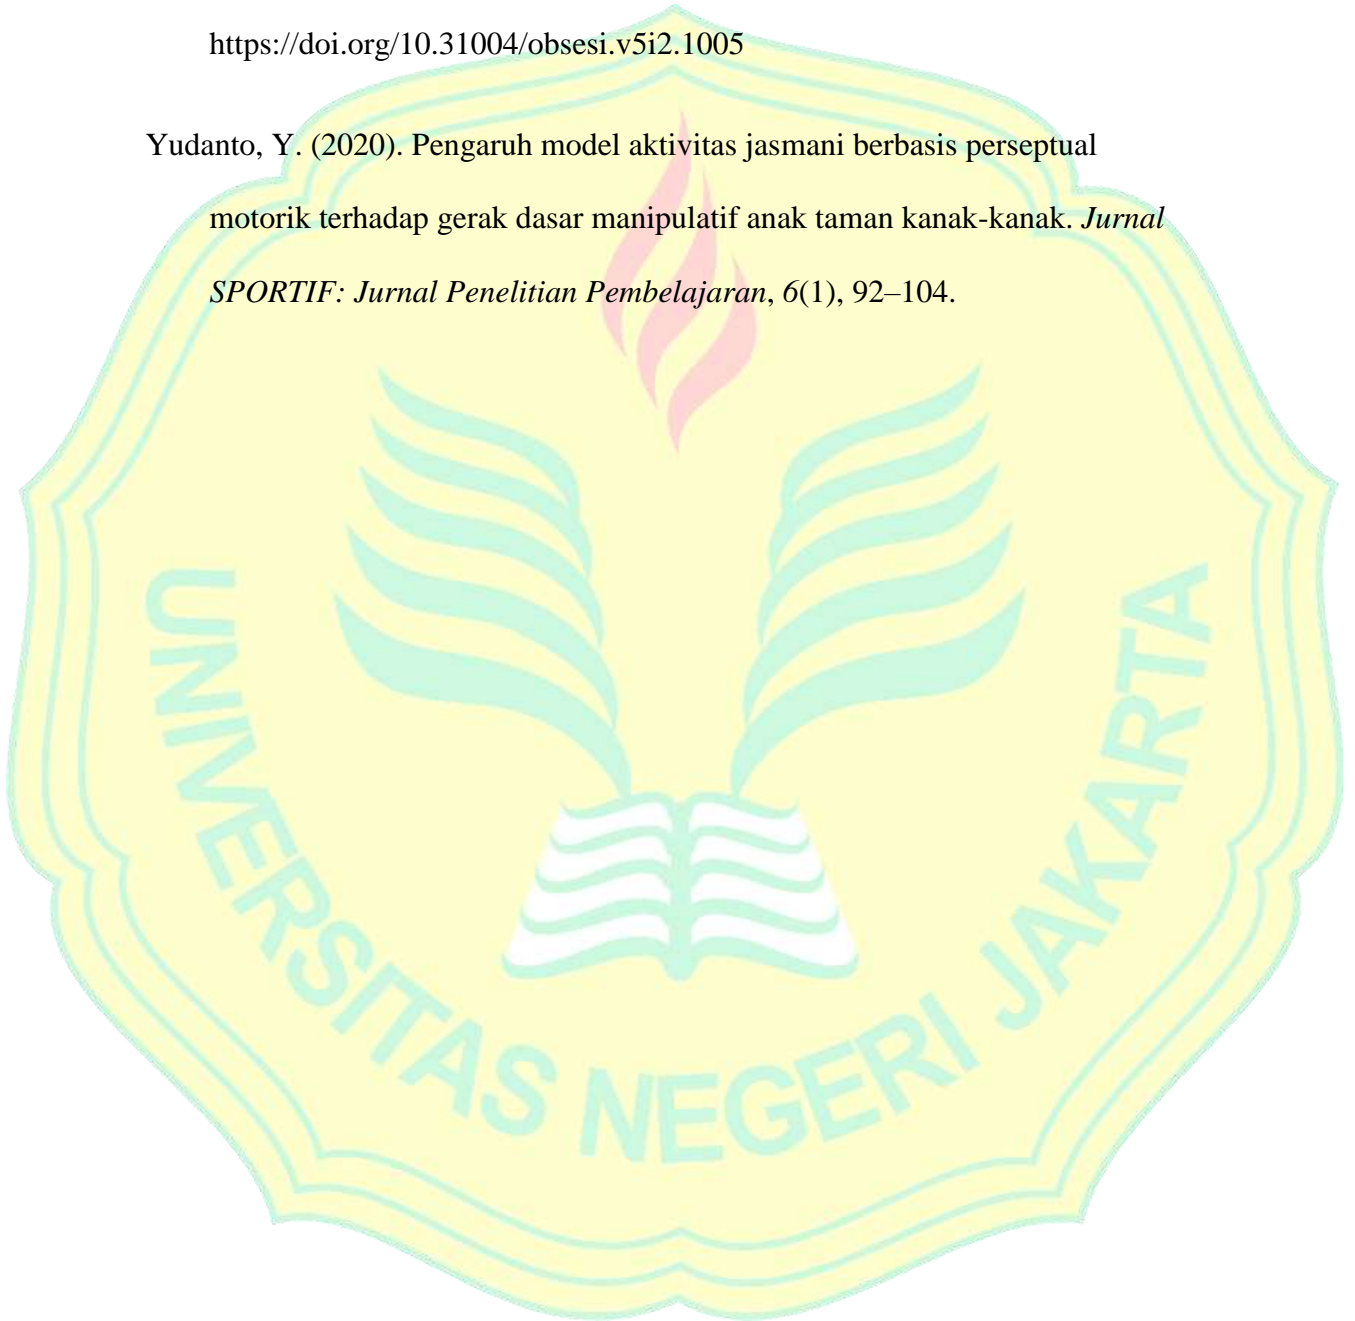 https://doi.org/10.31004/obsesi.v5i2.1005
Yudanto, Y. (2020). Pengaruh model aktivitas jasmani berbasis perseptual
motorik terhadap gerak dasar manipulatif anak taman kanak-kanak. Jurnal
SPORTIF: Jurnal Penelitian Pembelajaran, 6(1), 92–104.
UNIVERSITAS NEGERI JAKARTA